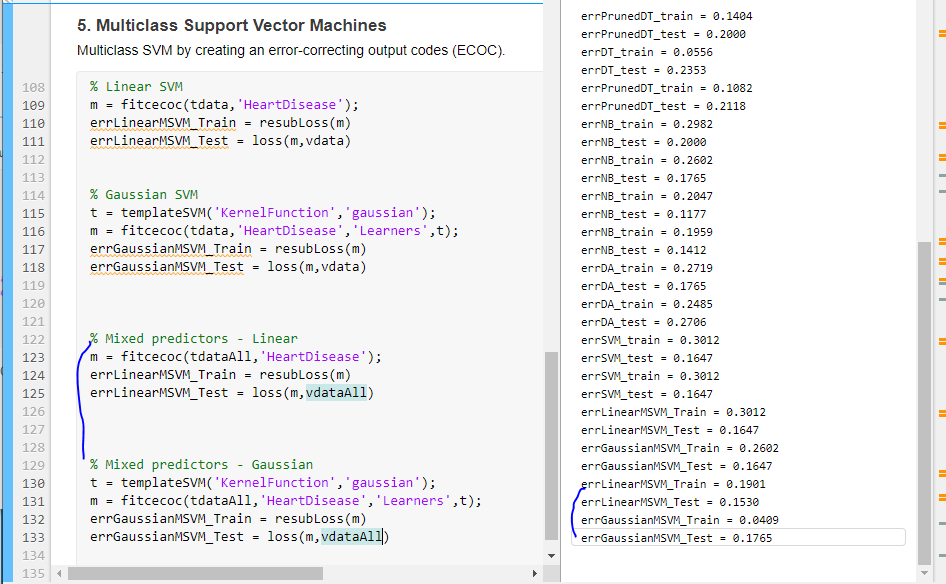 5. Multiclass Support Vector Machines
Multiclass SVM by creating an error-correcting output codes (ECOC).
108 % Linear SVM
109 m = fitcecoc(tdata,'HeartDisease');
110 errLinearMSVM_Train = resubLoss(m)
111 errLinearMSVM_Test = loss(m,vdata)
112
113
114 % Gaussian SVM
115 t = templateSVM('KernelFunction','gaussian');
116 m = fitcecoc(tdata,'HeartDisease','Learners',t);
117 errGaussianMSVM_Train = resubLoss(m)
118 errGaussianMSVM_Test = loss(m,vdata)
119
120
121
122 % Mixed predictors - Linear
123 m = fitcecoc(tdataAll,'HeartDisease');
124 errLinearMSVM_Train = resubLoss(m)
125 errLinearMSVM_Test = loss(m,vdataAll)
126
127
128
129 % Mixed predictors - Gaussian
130 t = templateSVM('KernelFunction','gaussian');
131 m = fitcecoc(tdataAll,'HeartDisease','Learners',t);
132 errGaussianMSVM_Train = resubLoss(m)
133 errGaussianMSVM_Test = loss(m,vdataAll)
134
135
errPrunedDT_train = 0.1404
errPrunedDT_test = 0.2000
errDT_train = 0.0556
errDT_test = 0.2353
errPrunedDT_train = 0.1082
errPrunedDT_test = 0.2118
errNB_train = 0.2982
errNB_test = 0.2000
errNB_train = 0.2602
errNB_test = 0.1765
errNB_train = 0.2047
errNB_test = 0.1177
errNB_train = 0.1959
errNB_test = 0.1412
errDA_train = 0.2719
errDA_test = 0.1765
errDA_train = 0.2485
errDA_test = 0.2706
errSVM_train = 0.3012
errSVM_test = 0.1647
errSVM_train = 0.3012
errSVM_test = 0.1647
errLinearMSVM_Train = 0.3012
errLinearMSVM_Test = 0.1647
errGaussianMSVM_Train = 0.2602
errGaussianMSVM_Test = 0.1647
errLinearMSVM_Train = 0.1901
errLinearMSVM_Test = 0.1530
errGaussianMSVM_Train = 0.0409
errGaussianMSVM_Test = 0.1765